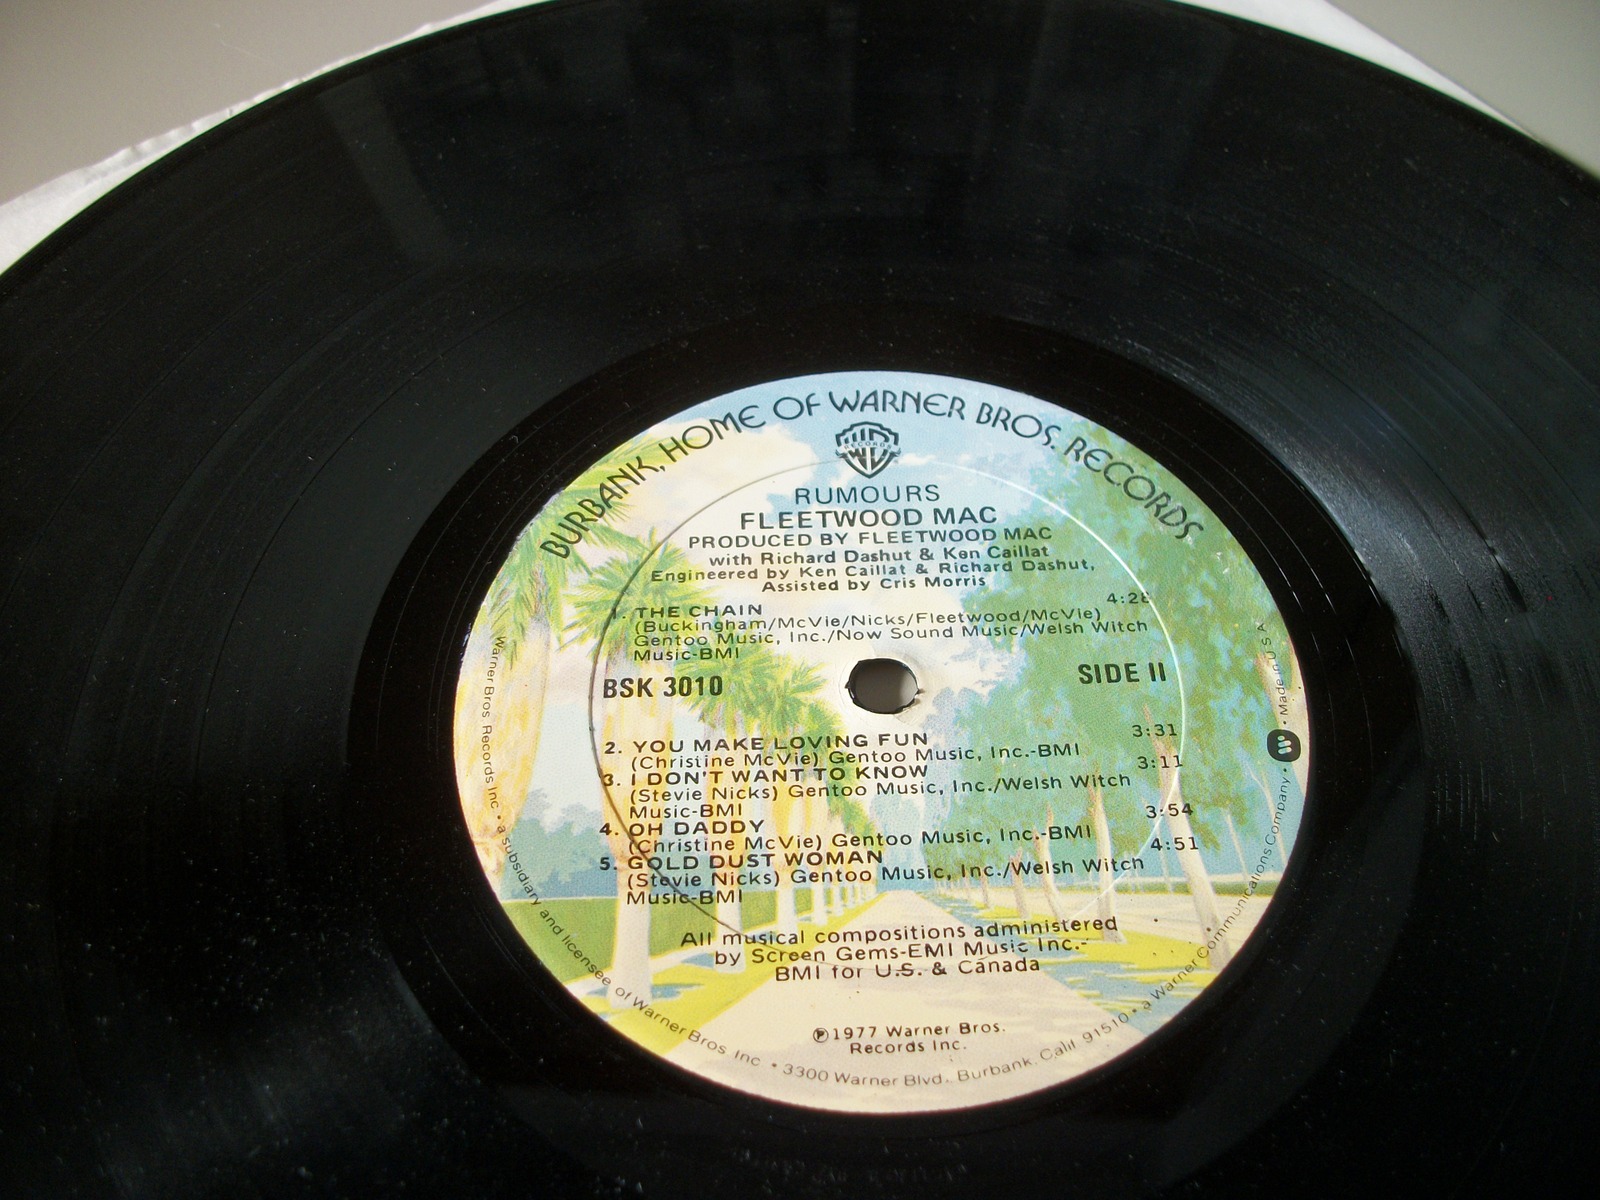 BURBANK, HOME OF WARNER BROS. RECORDS
WB
RECORDS
RUMOURS
FLEETWOOD MAC
PRODUCED BY FLEETWOOD MAC
with Richard Dashut & Ken Caillat
Engineered by Ken Caillat & Richard Dashut,
Assisted by Cris Morris
1. THE CHAIN 4:28
(Buckingham/McVie/Nicks/Fleetwood/McVie)
Gentoo Music, Inc./Now Sound Music/Welsh Witch
Music-BMI
BSK 3010 SIDE II
2. YOU MAKE LOVING FUN 3:31
(Christine McVie) Gentoo Music, Inc.-BMI
3. I DON'T WANT TO KNOW 3:11
(Stevie Nicks) Gentoo Music, Inc./Welsh Witch
Music-BMI
4. OH DADDY 3:54
(Christine McVie) Gentoo Music, Inc.-BMI
5. GOLD DUST WOMAN 4:51
(Stevie Nicks) Gentoo Music, Inc./Welsh Witch
Music-BMI
All musical compositions administered
by Screen Gems-EMI Music Inc.-
BMI for U.S. & Canada
℗1977 Warner Bros.
Records Inc.
Warner Bros. Records Inc. • a subsidiary and licensee of Warner Bros. Inc. • 3300 Warner Blvd., Burbank, Calif. 91510 • a Warner Communications Company • Made in USA